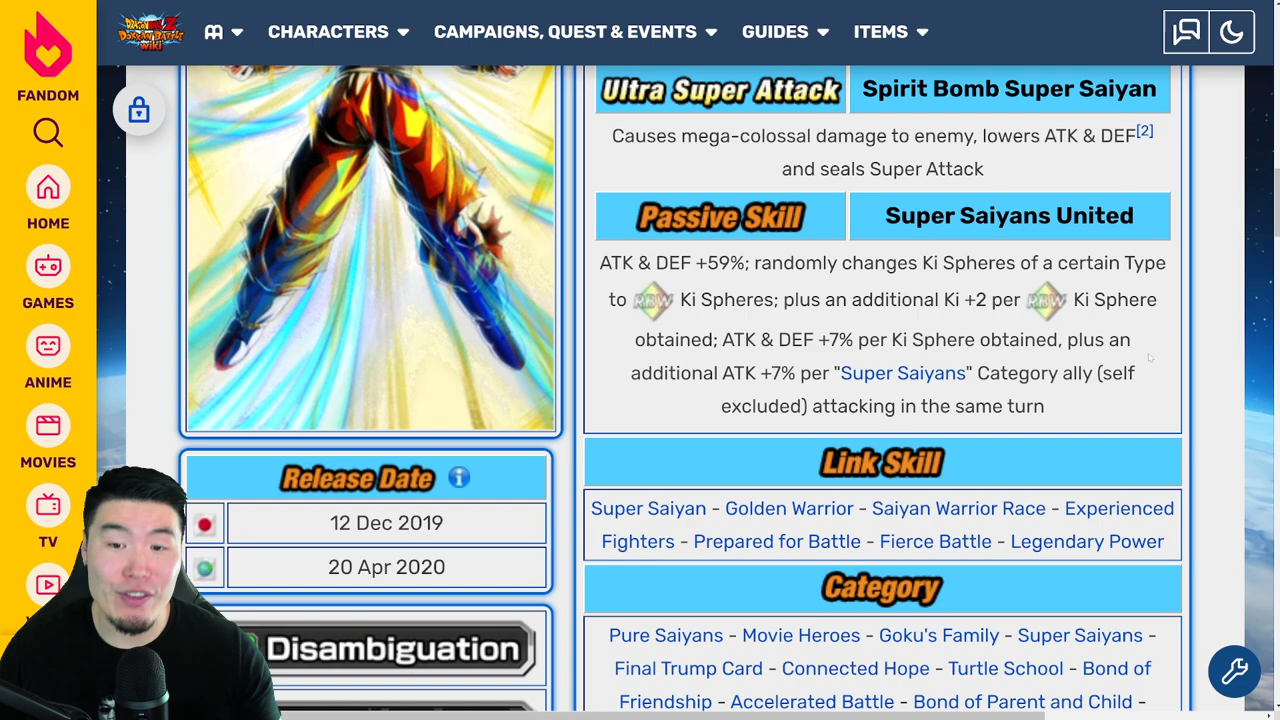 DRAGON BALL Z
DOKKAN BATTLE
WIKI
CHARACTERS
CAMPAIGNS, QUEST & EVENTS
GUIDES
ITEMS
FANDOM
HOME
GAMES
ANIME
MOVIES
TV
Ultra Super Attack
Spirit Bomb Super Saiyan
Causes mega-colossal damage to enemy, lowers ATK & DEF[2]
and seals Super Attack
Passive Skill
Super Saiyans United
ATK & DEF +59%; randomly changes Ki Spheres of a certain Type
to RBW Ki Spheres; plus an additional Ki +2 per RBW Ki Sphere
obtained; ATK & DEF +7% per Ki Sphere obtained, plus an
additional ATK +7% per "Super Saiyans" Category ally (self
excluded) attacking in the same turn
Link Skill
Super Saiyan - Golden Warrior - Saiyan Warrior Race - Experienced
Fighters - Prepared for Battle - Fierce Battle - Legendary Power
Category
Pure Saiyans - Movie Heroes - Goku's Family - Super Saiyans -
Final Trump Card - Connected Hope - Turtle School - Bond of
Friendship - Accelerated Battle - Bond of Parent and Child -
Release Date
12 Dec 2019
20 Apr 2020
Disambiguation